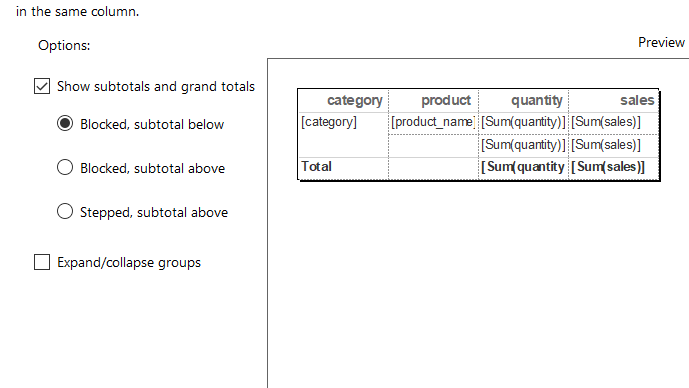 in the same column.
Options:
Preview
Show subtotals and grand totals
Blocked, subtotal below
Blocked, subtotal above
Stepped, subtotal above
Expand/collapse groups
category product quantity sales
[category] [product_name] [Sum(quantity)] [Sum(sales)]
[Sum(quantity)] [Sum(sales)]
Total [Sum(quantity [Sum(sales)]